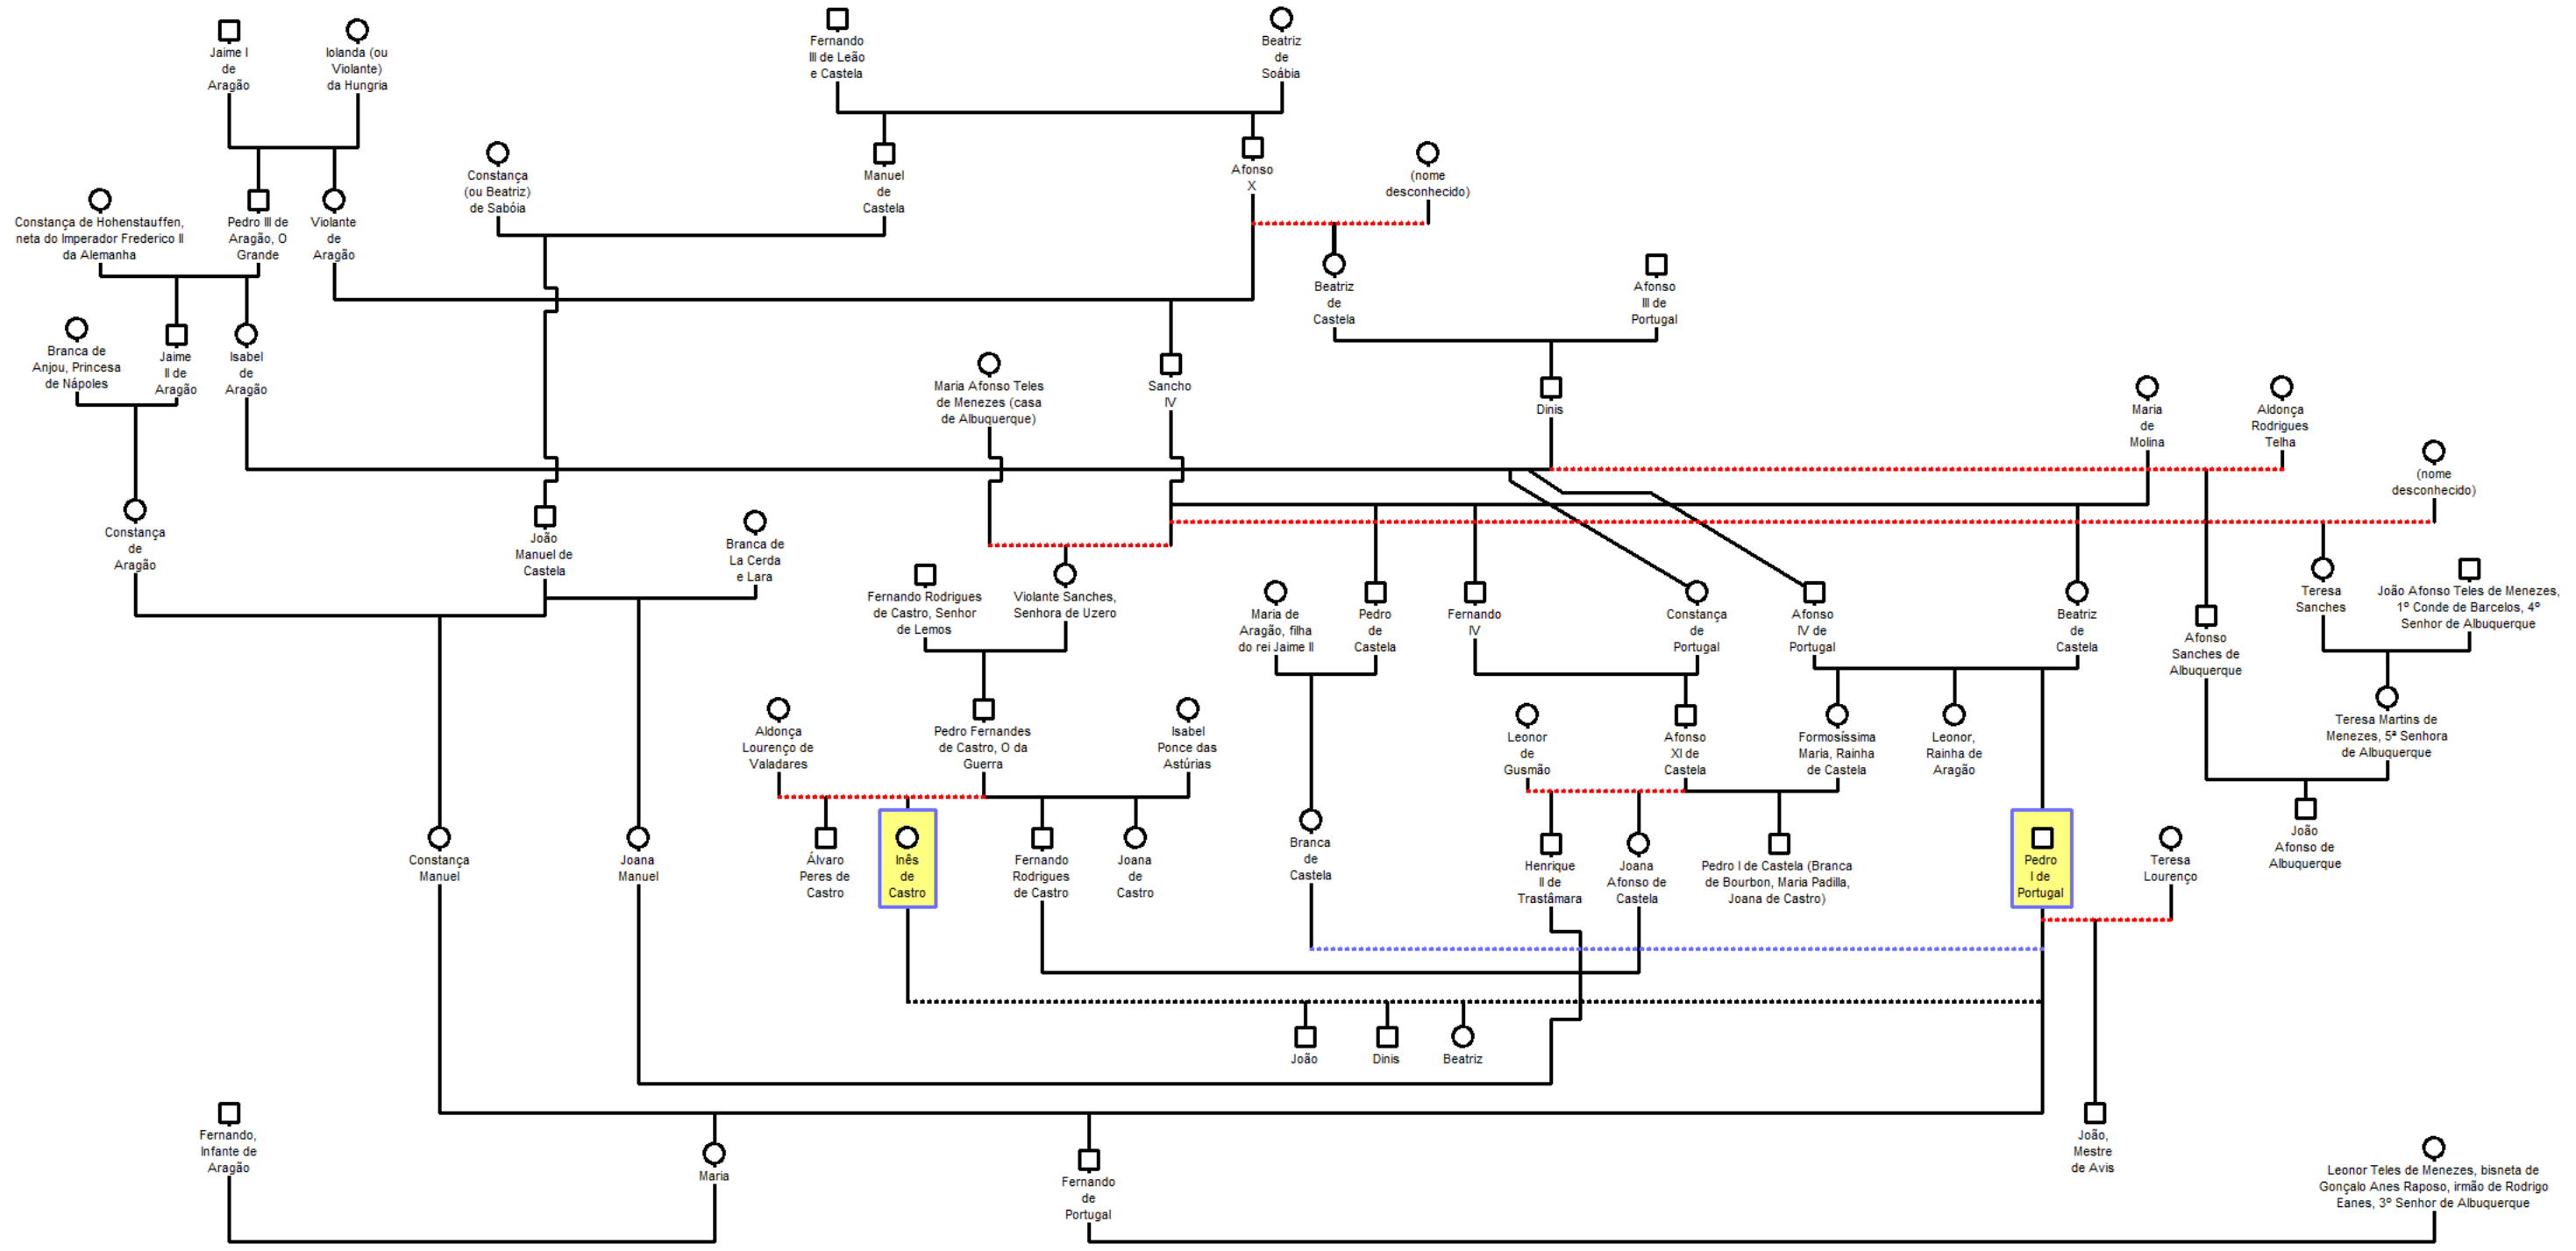 Jaime I
de
Aragão
Iolanda (ou
Violante)
da Hungria
Fernando
III de Leão
e Castela
Beatriz
de
Soábia
Constança
(ou Beatriz)
de Sabóia
Manuel
de
Castela
Afonso
X
(nome
desconhecido)
Constança de Hohenstauffen,
neta do Imperador Frederico II
da Alemanha
Pedro III de
Aragão, O
Grande
Violante
de
Aragão
Beatriz
de
Castela
Afonso
III de
Portugal
Branca de
Anjou, Princesa
de Nápoles
Jaime
II de
Aragão
Isabel
de
Aragão
Maria Afonso Teles
de Menezes (casa
de Albuquerque)
Sancho
IV
Dinis
Maria
de
Molina
Aldonça
Rodrigues
Telha
(nome
desconhecido)
Constança
de
Aragão
João
Manuel de
Castela
Branca de
La Cerda
e Lara
Fernando Rodrigues
de Castro, Senhor
de Lemos
Violante Sanches,
Senhora de Uzero
Maria de
Aragão, filha
do rei Jaime II
Pedro
de
Castela
Fernando
IV
Constança
de
Portugal
Afonso
IV de
Portugal
Beatriz
de
Castela
Afonso
Sanches de
Albuquerque
Teresa
Sanches
João Afonso Teles de Menezes,
1º Conde de Barcelos, 4º
Senhor de Albuquerque
Aldonça
Lourenço de
Valadares
Pedro Fernandes
de Castro, O da
Guerra
Isabel
Ponce das
Astúrias
Leonor
de
Gusmão
Afonso
XI de
Castela
Formosíssima
Maria, Rainha
de Castela
Leonor,
Rainha de
Aragão
Teresa Martins de
Menezes, 5ª Senhora
de Albuquerque
Constança
Manuel
Joana
Manuel
Álvaro
Peres de
Castro
Inês
de
Castro
Fernando
Rodrigues
de Castro
Joana
de
Castro
Branca
de
Castela
Henrique
II de
Trastâmara
Joana
Afonso de
Castela
Pedro I de Castela (Branca
de Bourbon, Maria Padilla,
Joana de Castro)
Pedro
I de
Portugal
Teresa
Lourenço
João
Afonso de
Albuquerque
João
Dinis
Beatriz
Fernando,
Infante de
Aragão
Maria
Fernando
de
Portugal
João,
Mestre
de Avis
Leonor Teles de Menezes, bisneta de
Gonçalo Anes Raposo, irmão de Rodrigo
Eanes, 3º Senhor de Albuquerque